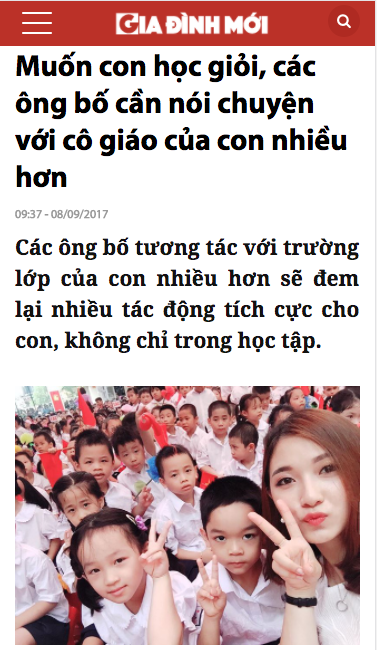 GIA ĐÌNH MỚI
Muốn con học giỏi, các
ông bố cần nói chuyện
với cô giáo của con nhiều
hơn
09:37 - 08/09/2017
Các ông bố tương tác với trường
lớp của con nhiều hơn sẽ đem
lại nhiều tác động tích cực cho
con, không chỉ trong học tập.